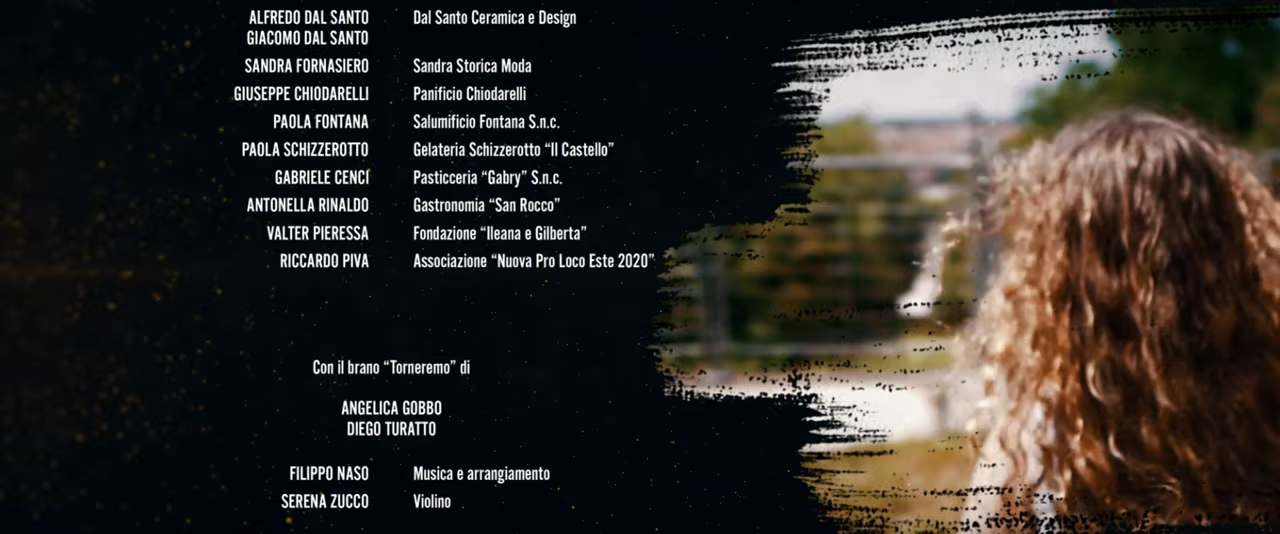 ALFREDO DAL SANTO Dal Santo Ceramica e Design
GIACOMO DAL SANTO
SANDRA FORNASIERO Sandra Storica Moda
GIUSEPPE CHIODARELLI Panificio Chiodarelli
PAOLA FONTANA Salumificio Fontana S.n.c.
PAOLA SCHIZZEROTTO Gelateria Schizzerotto “Il Castello”
GABRIELE CENCI Pasticceria “Gabry” S.n.c.
ANTONELLA RINALDO Gastronomia “San Rocco”
VALTER PIERESSA Fondazione “Ileana e Gilberta”
RICCARDO PIVA Associazione “Nuova Pro Loco Este 2020”
Con il brano “Torneremo” di
ANGELICA GOBBO
DIEGO TURATTO
FILIPPO NASO Musica e arrangiamento
SERENA ZUCCO Violino